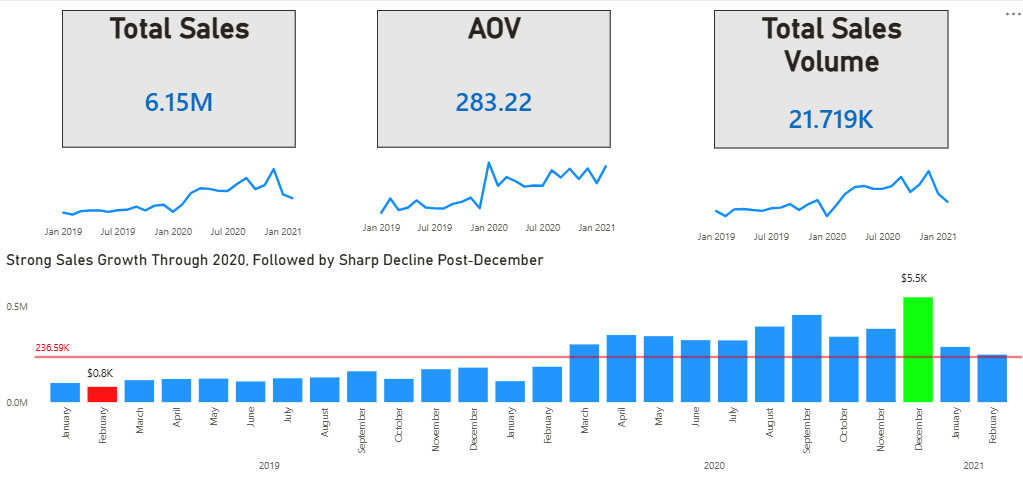 Total Sales
6.15M
AOV
283.22
Total Sales
Volume
21.719K
Jan 2019 Jul 2019 Jan 2020 Jul 2020 Jan 2021
Jan 2019 Jul 2019 Jan 2020 Jul 2020 Jan 2021
Jan 2019 Jul 2019 Jan 2020 Jul 2020 Jan 2021
Strong Sales Growth Through 2020, Followed by Sharp Decline Post-December
$5.5K
0.5M
236.59K
$0.8K
0.0M
January February March April May June July August September October November December January February March April May June July August September October November December January February
2019 2020 2021